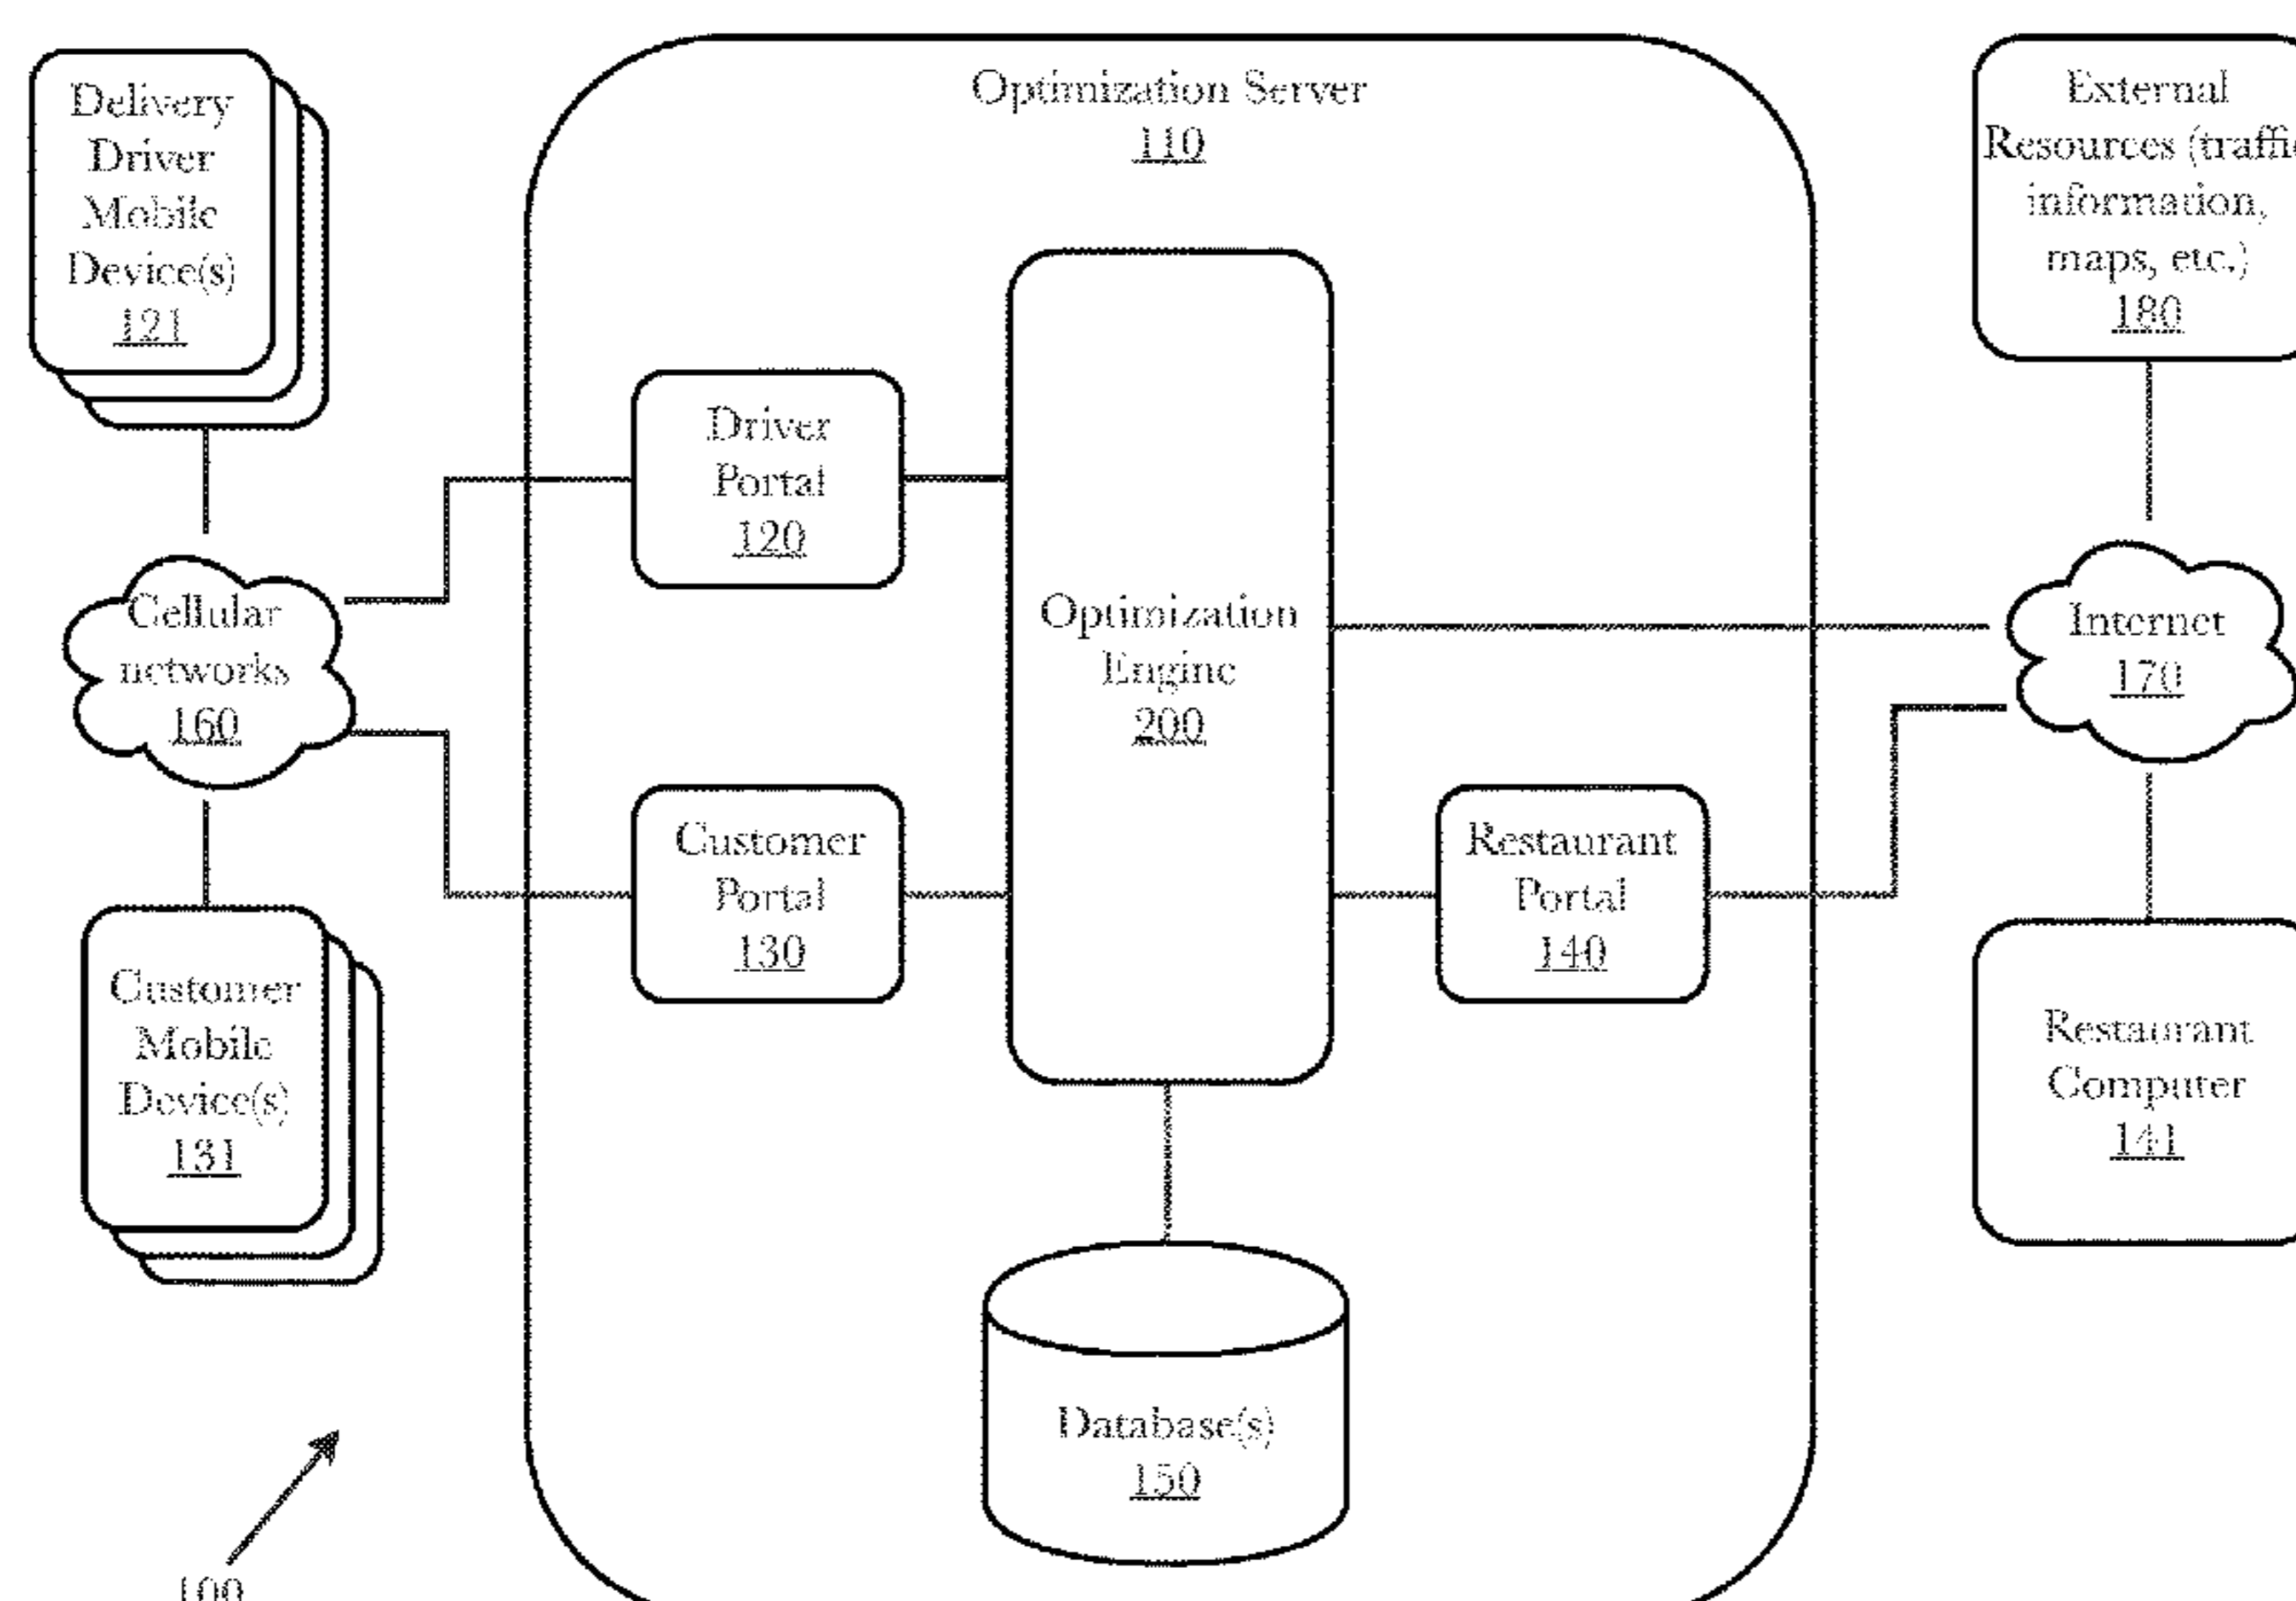 Delivery
Driver
Mobile
Device(s)
121
Optimization Server
110
External
Resources (traffic
information,
maps, etc.)
180
Driver
Portal
120
Cellular
networks
160
Optimization
Engine
200
Internet
170
Customer
Portal
130
Restaurant
Portal
140
Customer
Mobile
Device(s)
131
Restaurant
Computer
141
Database(s)
150
100